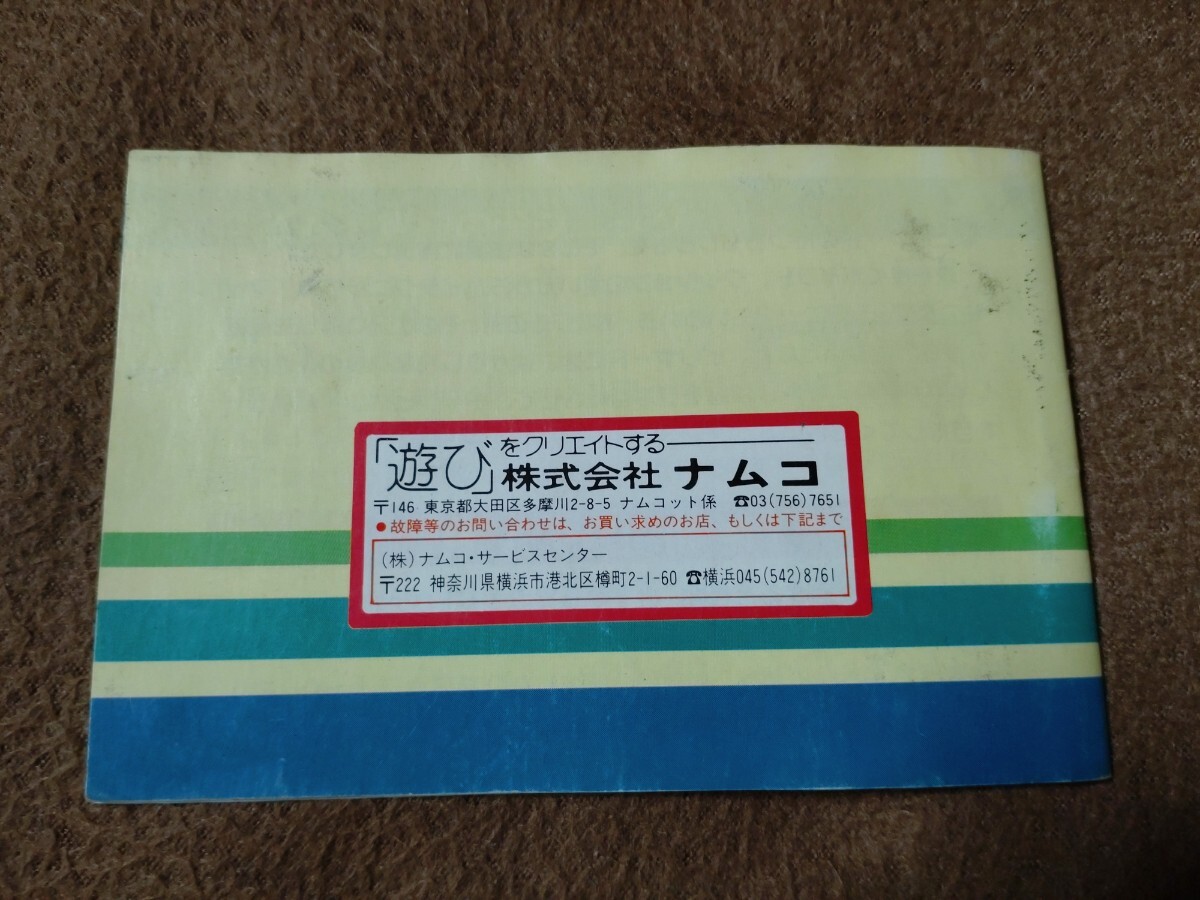 「遊び」をクリエイトする
株式会社 ナムコ
〒146 東京都大田区多摩川2-8-5 ナムコット係 ☎03(756)7651
●故障等のお問い合わせは、お買い求めのお店、もしくは下記まで
(株)ナムコ・サービスセンター
〒222 神奈川県横浜市港北区樽町2-1-60 ☎横浜045(542)8761